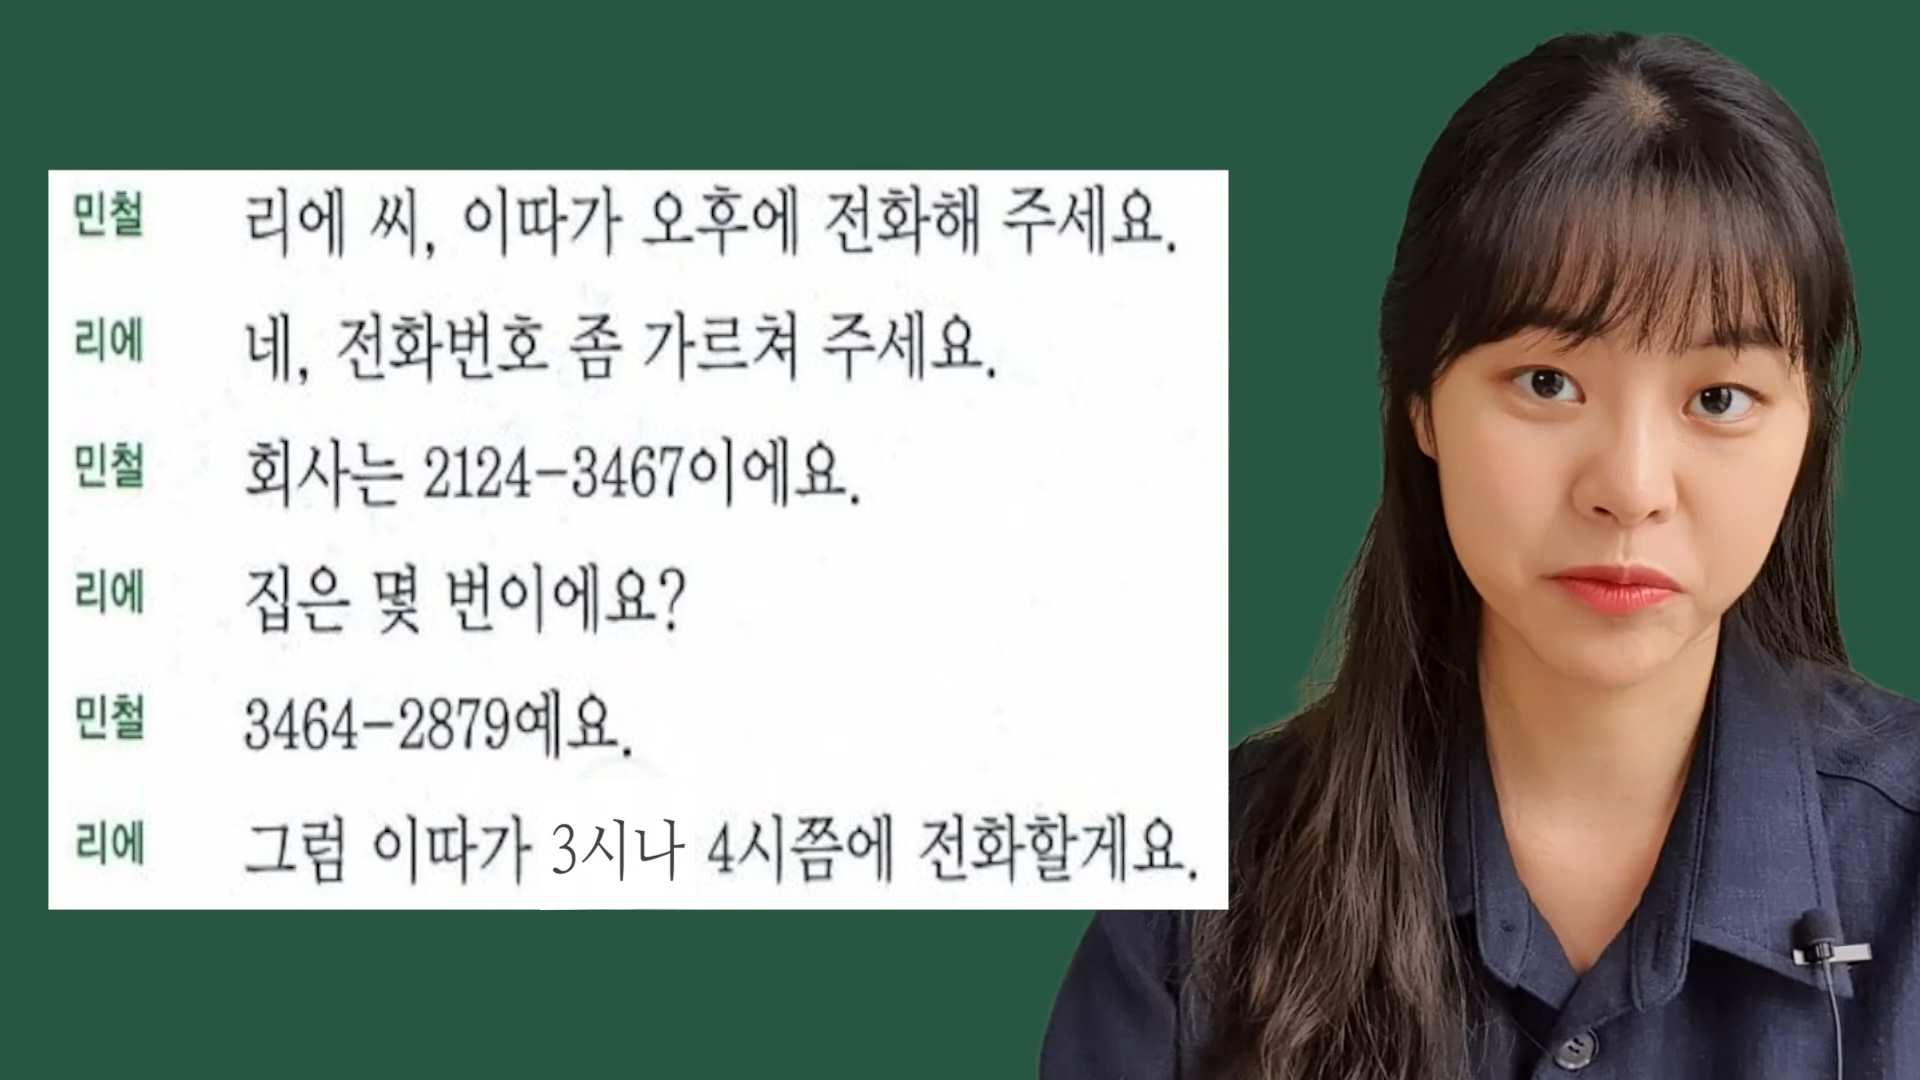 민철 리에 씨, 이따가 오후에 전화해 주세요.
리에 네, 전화번호 좀 가르쳐 주세요.
민철 회사는 2124-3467이에요.
리에 집은 몇 번이에요?
민철 3464-2879예요.
리에 그럼 이따가 3시나 4시쯤에 전화할게요.